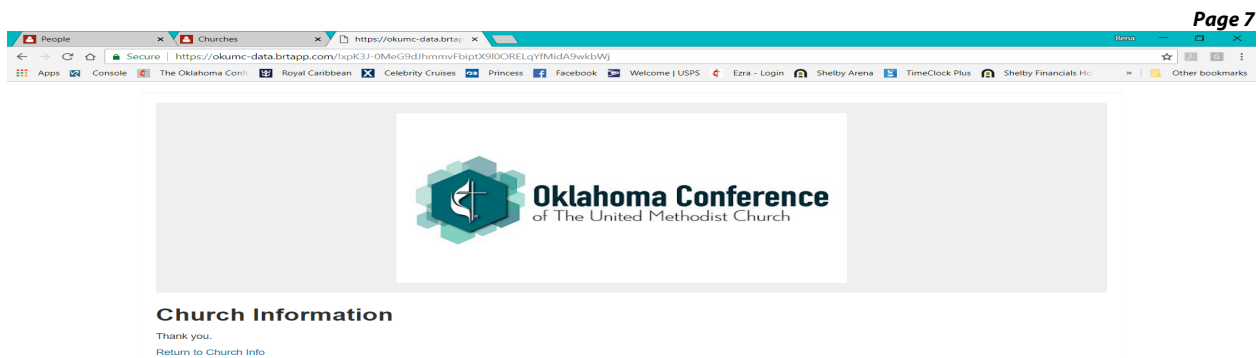 Page 7
People
Churches
https://okumc-data.brtap
Rena
Secure | https://okumc-data.brtapp.com/!xpK3J-0MeG9dJhmmvFbiptX9l0ORELqYfMidA9wkbWj
Apps Console The Oklahoma Conf Royal Caribbean Celebrity Cruises Princess Facebook Welcome | USPS Ezra - Login Shelby Arena TimeClock Plus Shelby Financials Ho » Other bookmarks
Oklahoma Conference
of The United Methodist Church
Church Information
Thank you.
Return to Church Info